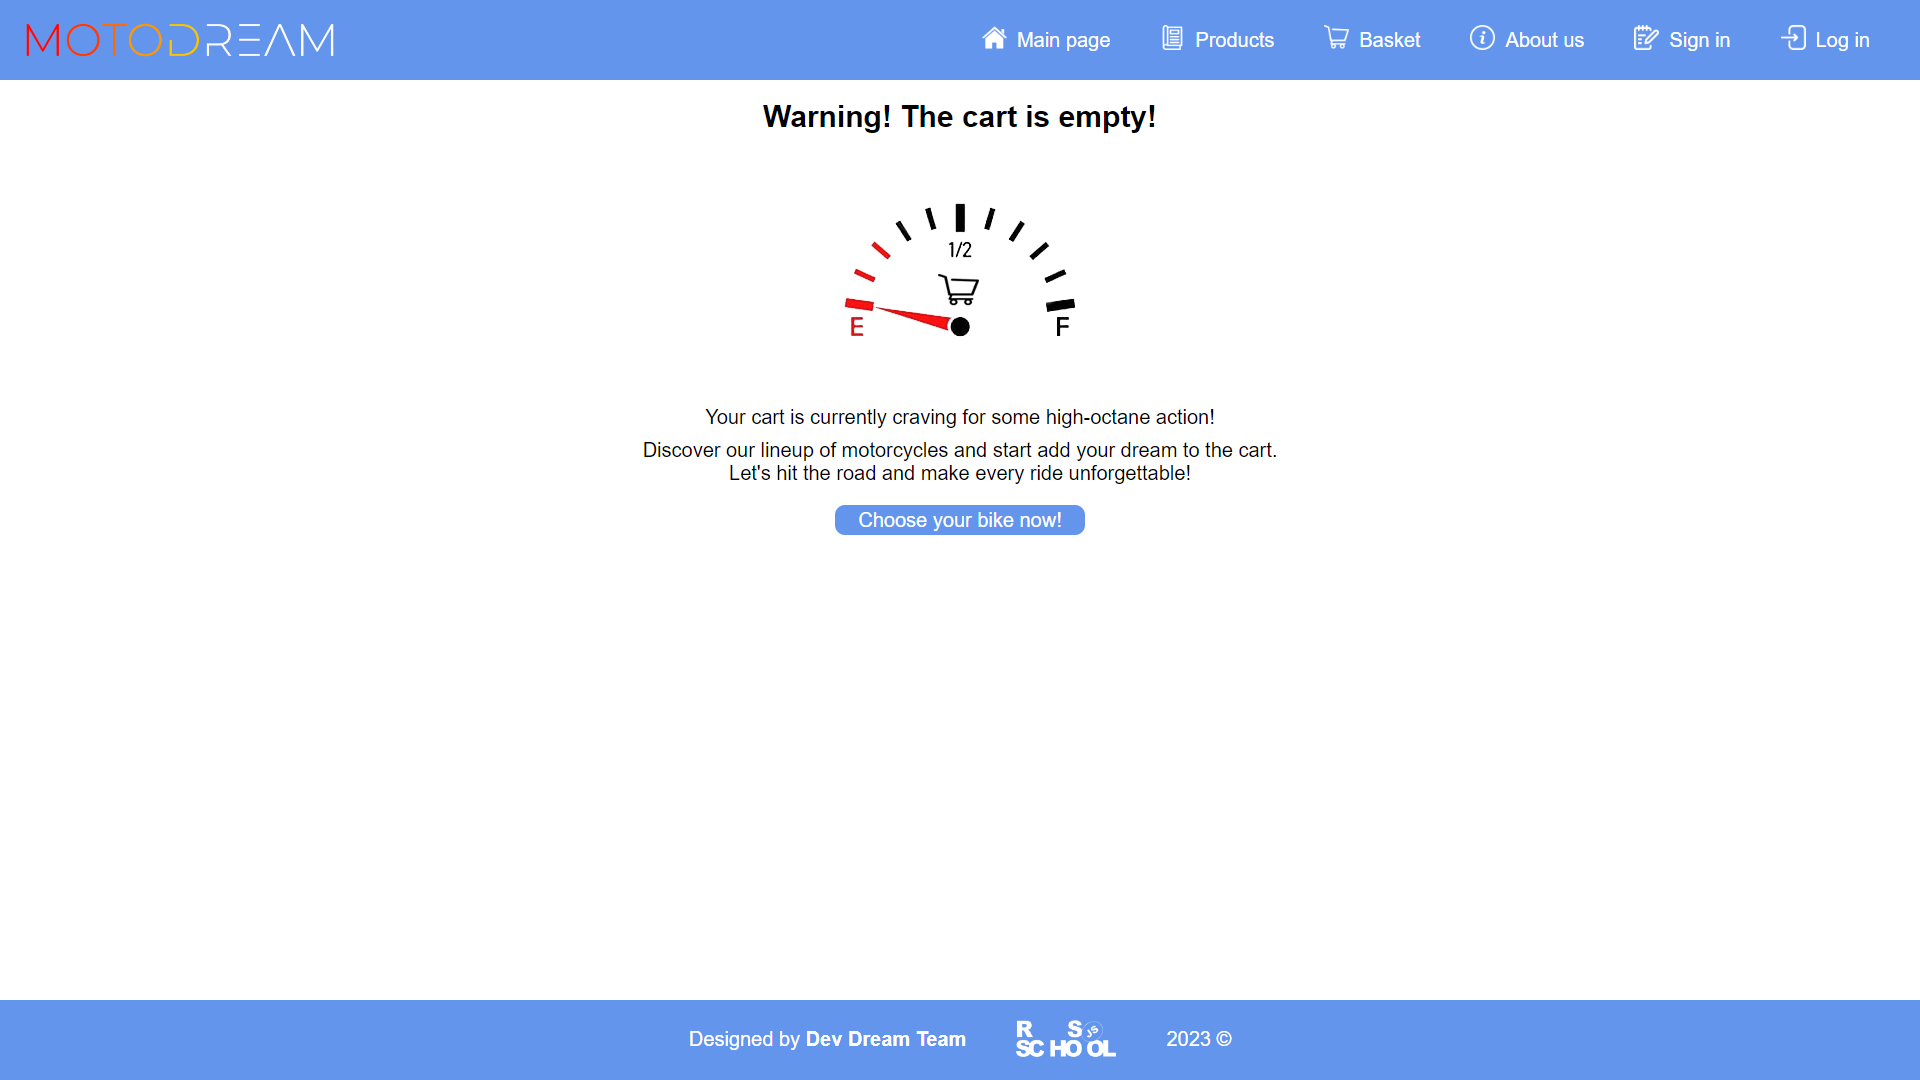 MOTODREAM
Main page
Products
Basket
About us
Sign in
Log in
Warning! The cart is empty!
1/2
E
F
Your cart is currently craving for some high-octane action!
Discover our lineup of motorcycles and start add your dream to the cart.
Let's hit the road and make every ride unforgettable!
Choose your bike now!
Designed by Dev Dream Team
RS JS
SCHOOL
2023 ©